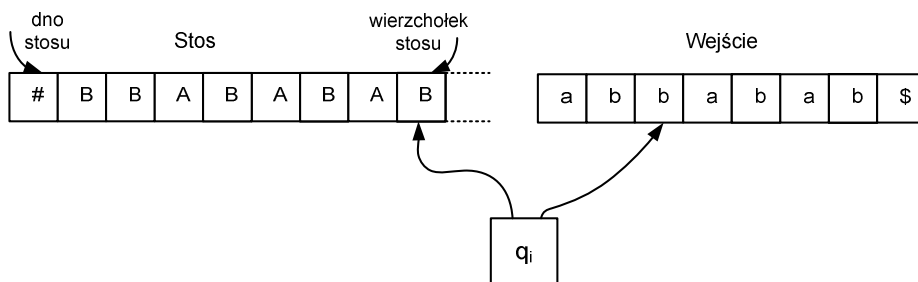 dno
stosu
Stos
wierzchołek
stosu
Wejście
# B B A B A B A B
a b b a b a b $
qi